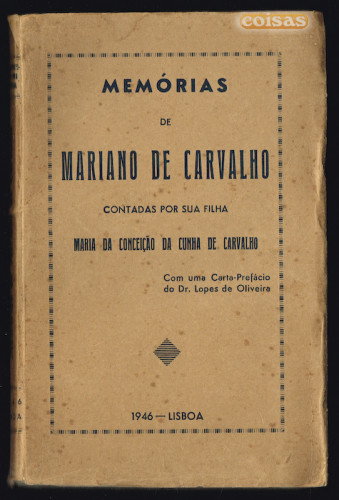 coisas
MEMÓRIAS
DE
MARIANO DE CARVALHO
CONTADAS POR SUA FILHA
MARIA DA CONCEIÇÃO DA CUNHA DE CARVALHO
Com uma Carta-Prefácio
do Dr. Lopes de Oliveira
1946 — LISBOA